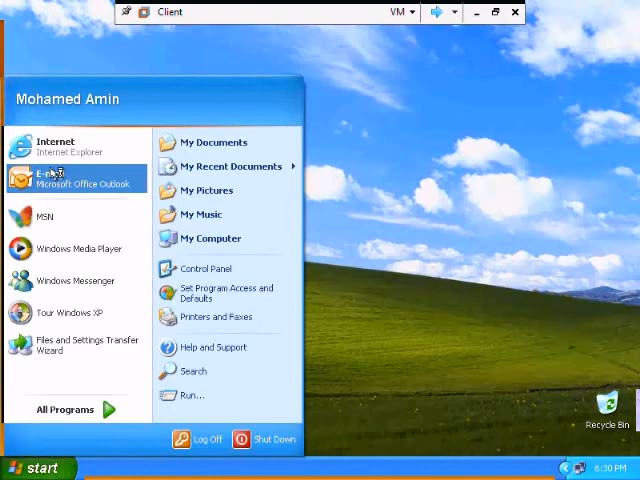 Client
VM
Mohamed Amin
Internet
Internet Explorer
Microsoft Office Outlook
MSN
Windows Media Player
Windows Messenger
Tour Windows XP
Files and Settings Transfer
Wizard
All Programs
My Documents
My Recent Documents
My Pictures
My Music
My Computer
Control Panel
Set Program Access and
Defaults
Printers and Faxes
Help and Support
Search
Run...
Log Off
Shut Down
Recycle Bin
start
6:30 PM